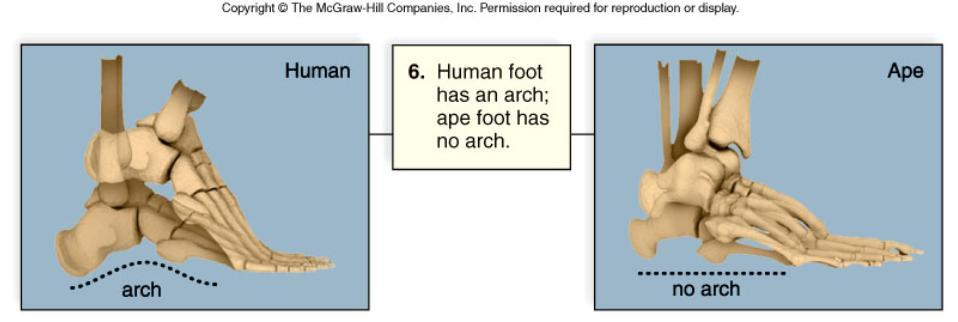 Copyright © The McGraw-Hill Companies, Inc. Permission required for reproduction or display.
Human
6. Human foot
has an arch;
ape foot has
no arch.
Ape
arch
no arch